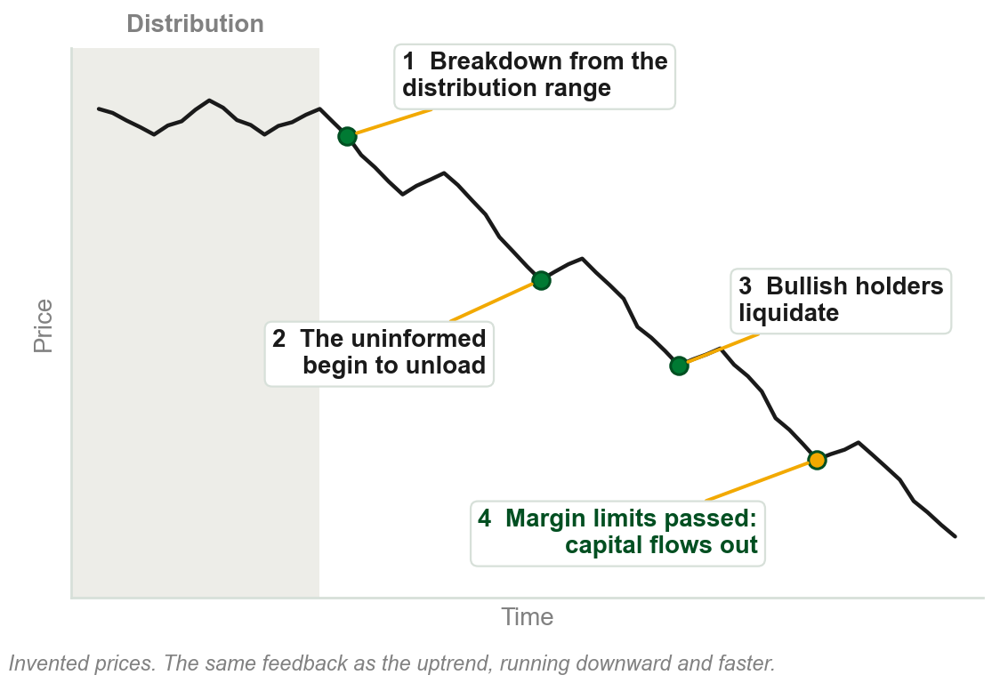 Distribution
1 Breakdown from the
distribution range
3 Bullish holders
liquidate
Price
2 The uninformed
begin to unload
4 Margin limits passed:
capital flows out
Time
Invented prices. The same feedback as the uptrend, running downward and faster.